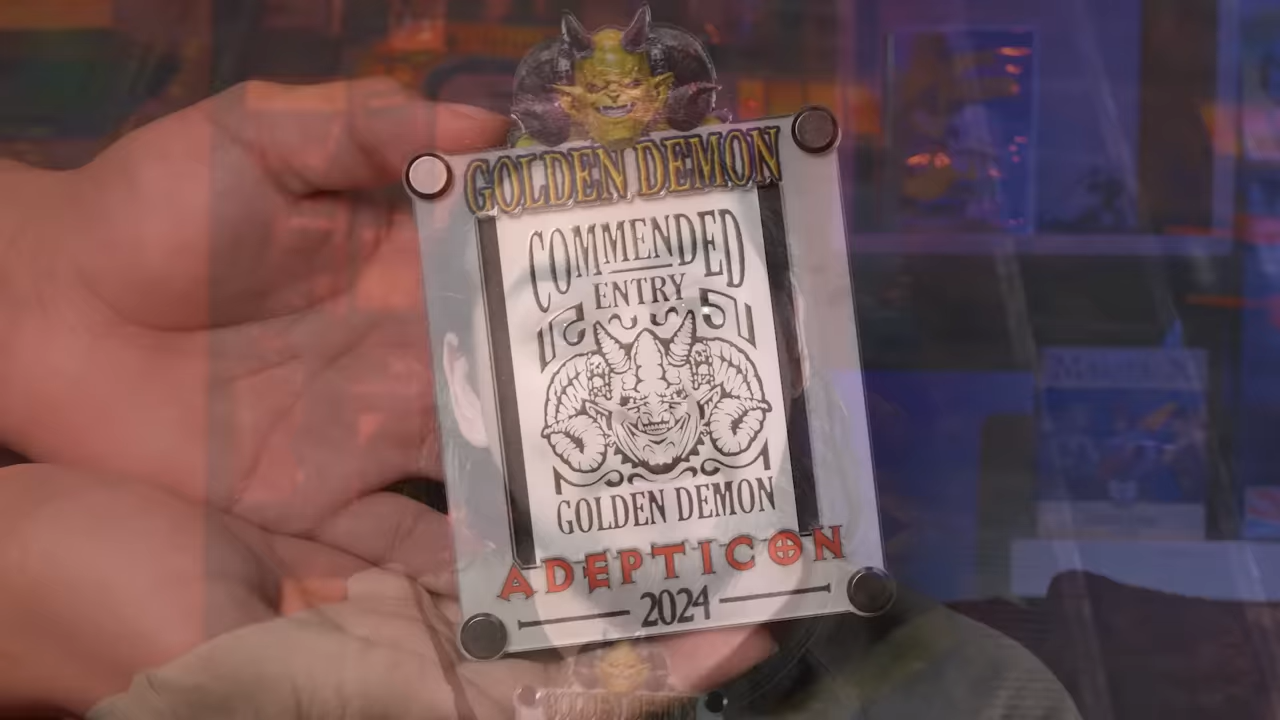 GOLDEN DEMON
COMMENDED
ENTRY
GOLDEN DEMON
ADEPTICON
2024